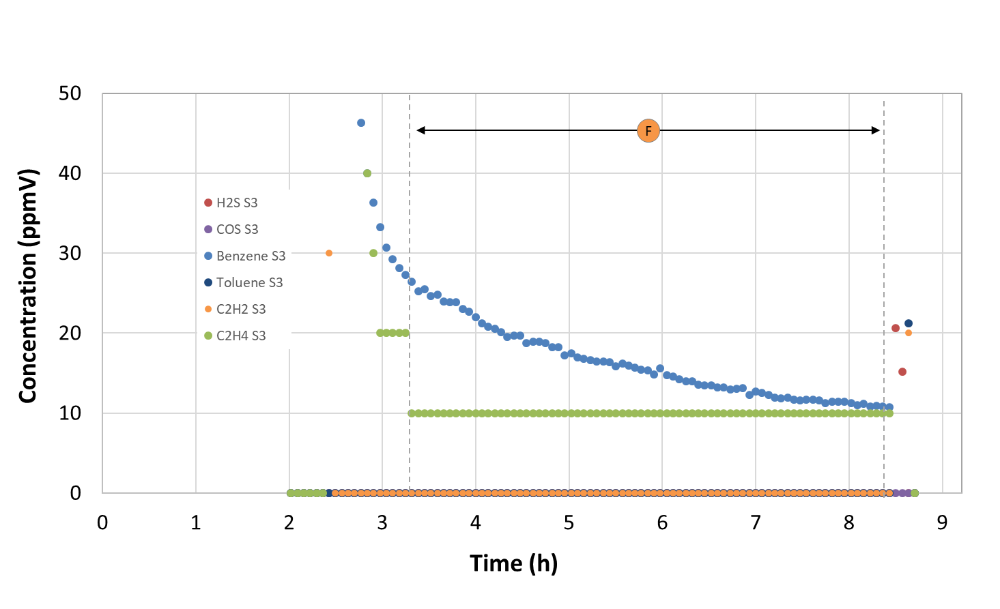 50
40
30
20
10
0
Concentration (ppmV)
F
H2S S3
COS S3
Benzene S3
Toluene S3
C2H2 S3
C2H4 S3
0 1 2 3 4 5 6 7 8 9
Time (h)